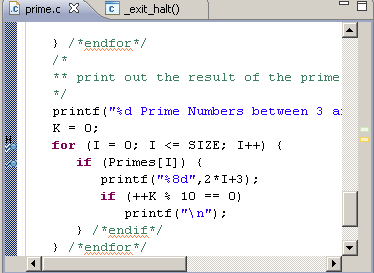 prime.c
_exit_halt()
} /*endfor*/
/*
** print out the result of the prime
*/
printf("%d Prime Numbers between 3
K = 0;
for (I = 0; I <= SIZE; I++) {
if (Primes[I]) {
printf("%8d",2*I+3);
if (++K % 10 == 0)
printf("\n");
} /*endif*/
} /*endfor*/